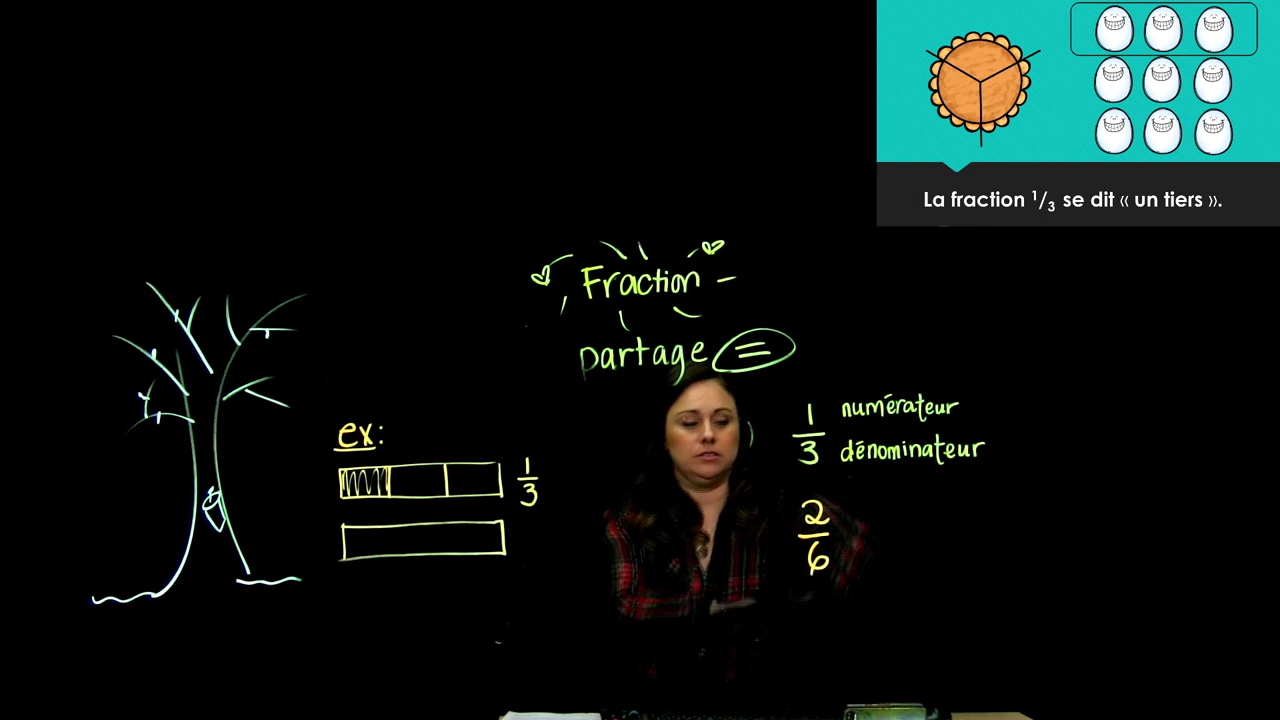 La fraction 1/3 se dit « un tiers ».
Fraction
partage =
ex:
1
3
1 numérateur
3 dénominateur
2
6